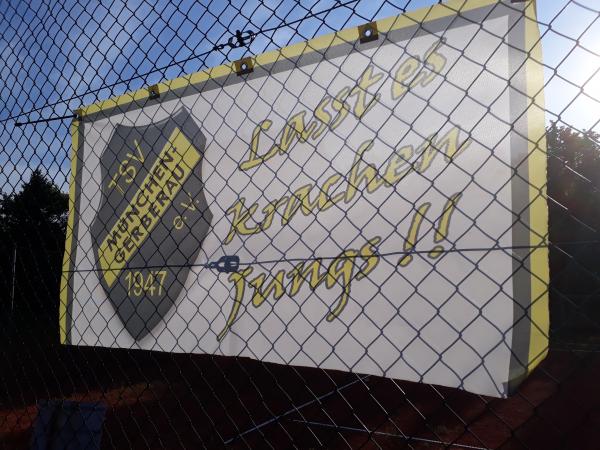 TSV
MÜNCHEN-
GERBERAU
e.V.
1947
Lasst es
krachen
Jungs !!